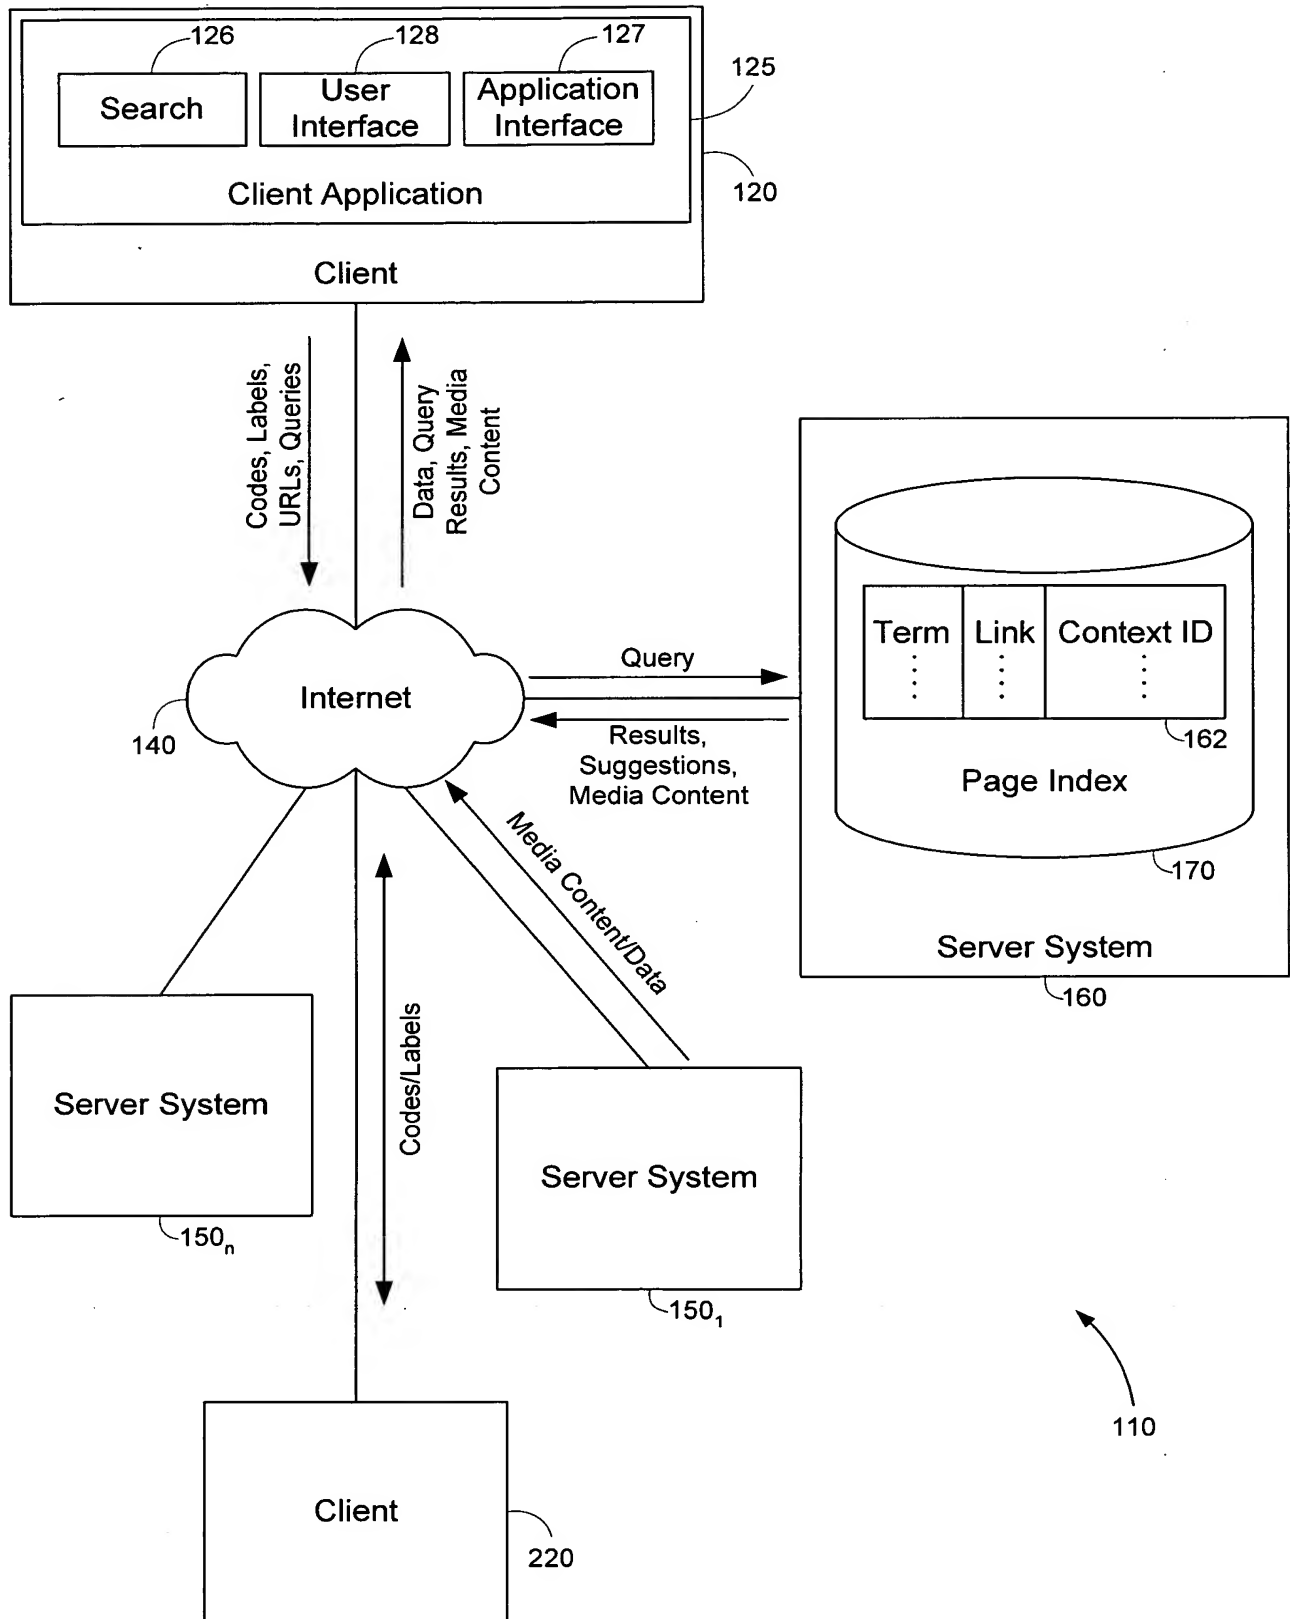 126
128
127
125
Search
User
Interface
Application
Interface
120
Client Application
Client
Codes, Labels,
URLs, Queries
Data, Query
Results, Media
Content
Term
Link
Context ID
Query
Internet
140
Results,
Suggestions,
Media Content
162
Page Index
170
Media Content/Data
Server System
160
Codes/Labels
Server System
150n
Server System
1501
110
Client
220